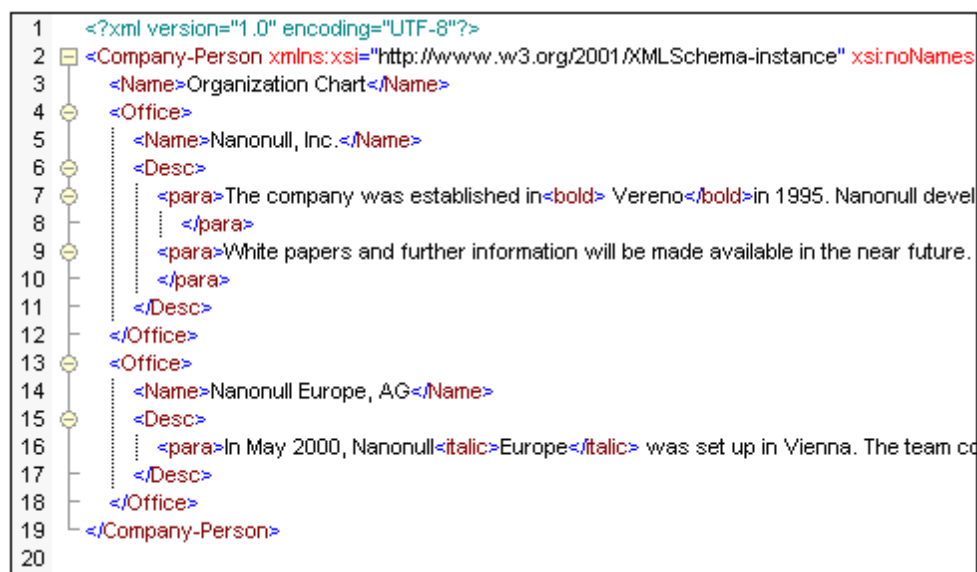 1 <?xml version="1.0" encoding="UTF-8"?>
2 <Company-Person xmlns:xsi="http://www.w3.org/2001/XMLSchema-instance" xsi:noNames
3 <Name>Organization Chart</Name>
4 <Office>
5 <Name>Nanonull, Inc.</Name>
6 <Desc>
7 <para>The company was established in<bold> Vereno</bold>in 1995. Nanonull devel
8 </para>
9 <para>White papers and further information will be made available in the near future.
10 </para>
11 </Desc>
12 </Office>
13 <Office>
14 <Name>Nanonull Europe, AG</Name>
15 <Desc>
16 <para>In May 2000, Nanonull<italic>Europe</italic> was set up in Vienna. The team co
17 </Desc>
18 </Office>
19 </Company-Person>
20